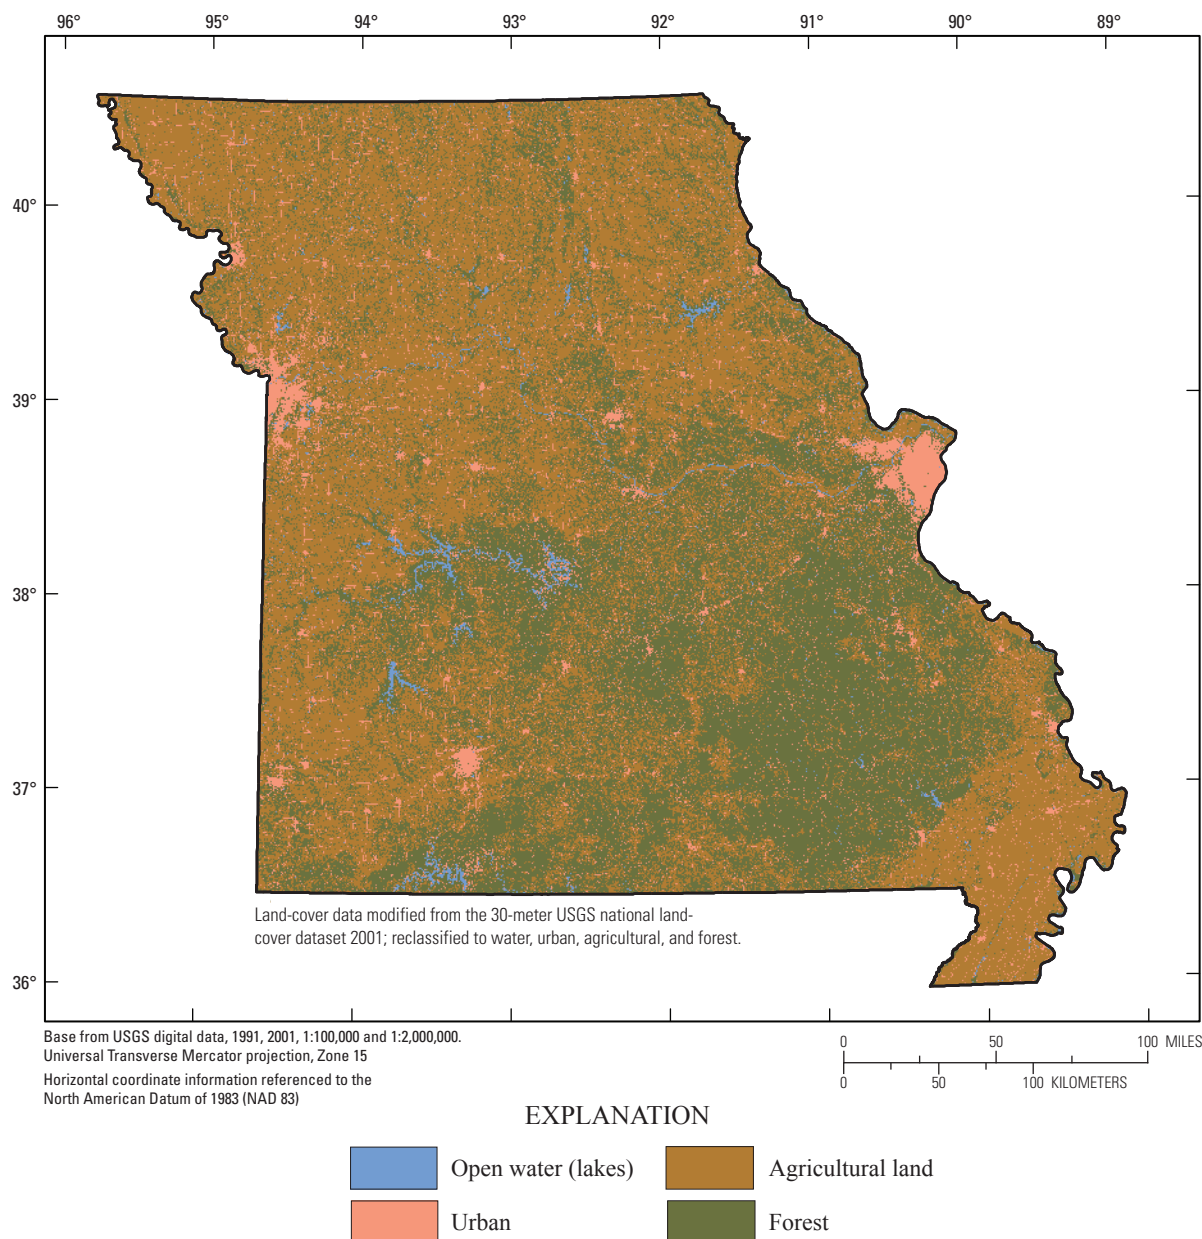 96° 95° 94° 93° 92° 91° 90° 89°
40°
39°
38°
37°
36°
Land-cover data modified from the 30-meter USGS national land-
cover dataset 2001; reclassified to water, urban, agricultural, and forest.
Base from USGS digital data, 1991, 2001, 1:100,000 and 1:2,000,000.
Universal Transverse Mercator projection, Zone 15
Horizontal coordinate information referenced to the
North American Datum of 1983 (NAD 83)
0 50 100 MILES
0 50 100 KILOMETERS
EXPLANATION
Open water (lakes) Agricultural land
Urban Forest